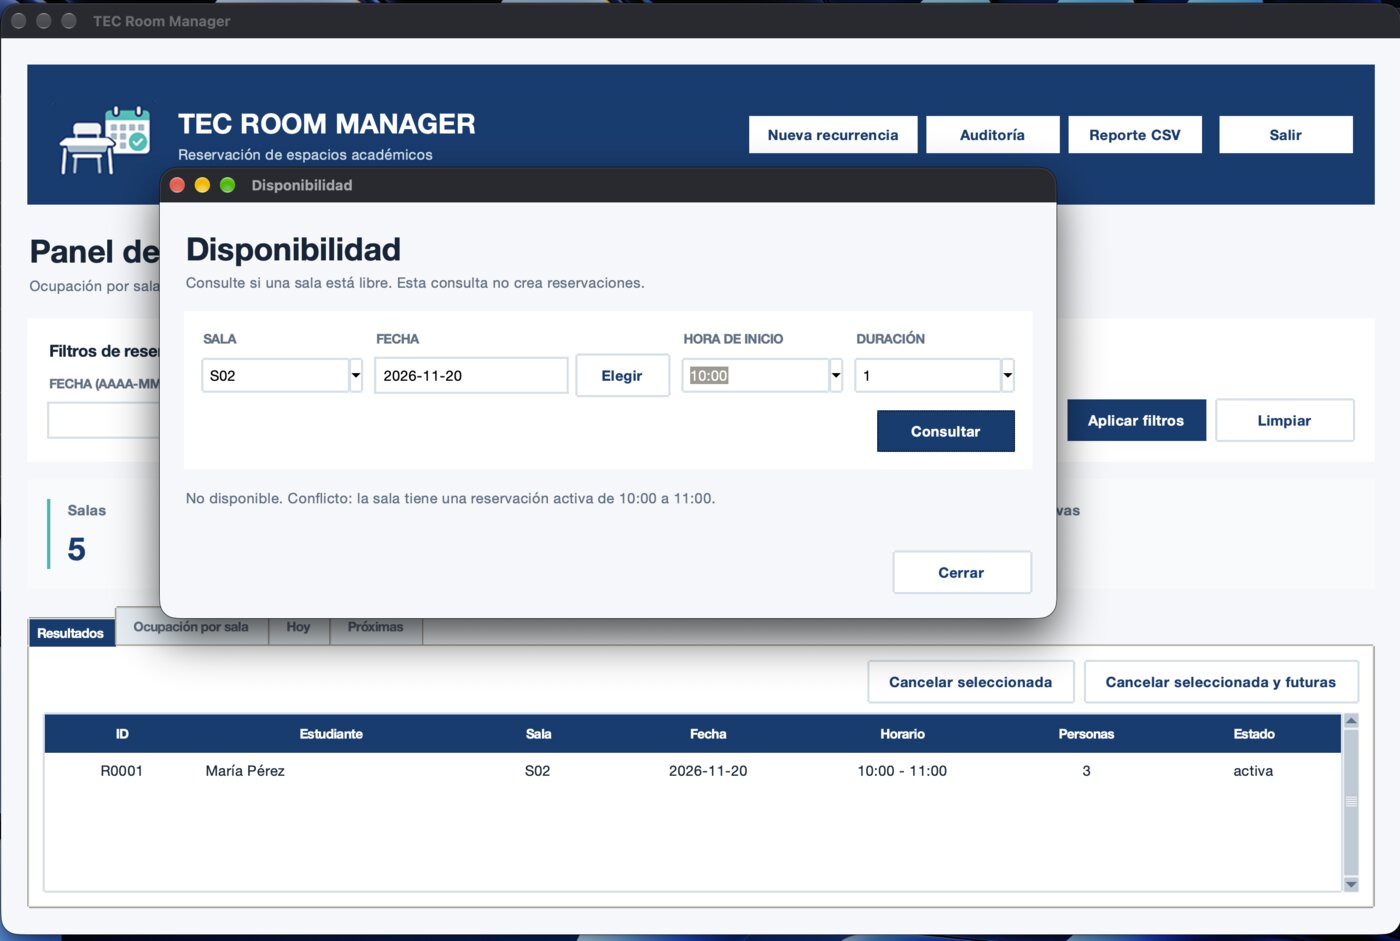 TEC Room Manager
TEC ROOM MANAGER
Reservación de espacios académicos
Nueva recurrencia
Auditoría
Reporte CSV
Salir
Panel de
Ocupación por sala
Disponibilidad
Disponibilidad
Consulte si una sala está libre. Esta consulta no crea reservaciones.
SALA FECHA HORA DE INICIO DURACIÓN
S02 2026-11-20 Elegir 10:00 1
Consultar
No disponible. Conflicto: la sala tiene una reservación activa de 10:00 a 11:00.
Cerrar
Filtros de rese
FECHA (AAAA-MM
Aplicar filtros
Limpiar
Salas
5
vas
Resultados Ocupación por sala Hoy Próximas
Cancelar seleccionada Cancelar seleccionada y futuras
ID Estudiante Sala Fecha Horario Personas Estado
R0001 María Pérez S02 2026-11-20 10:00 - 11:00 3 activa